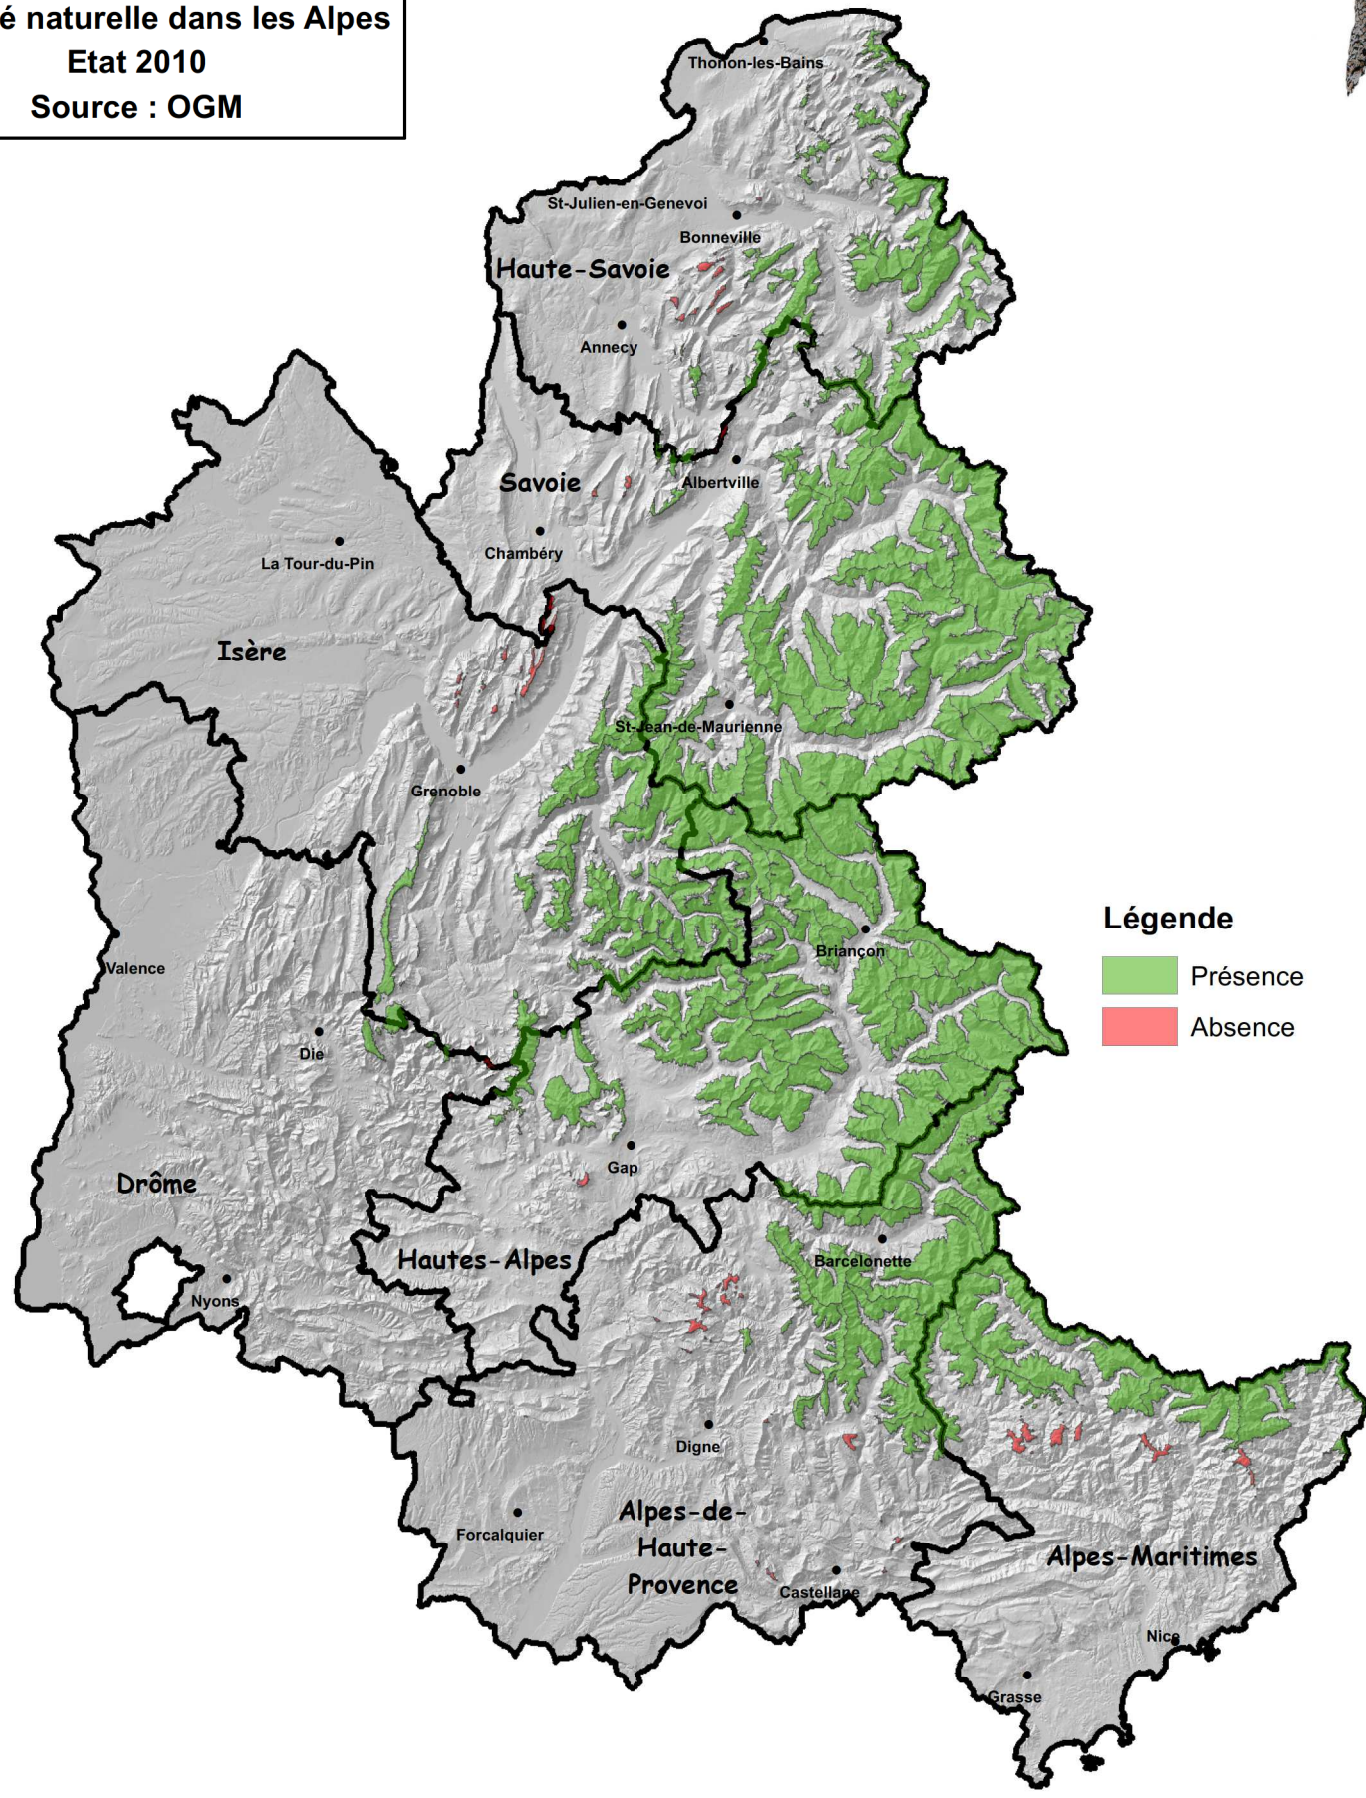 é naturelle dans les Alpes
Etat 2010
Source : OGM
Thonon-les-Bains
St-Julien-en-Genevoi
Bonneville
Haute-Savoie
Annecy
Savoie
Albertville
Chambéry
La Tour-du-Pin
Isère
St-Jean-de-Maurienne
Grenoble
Légende
Présence
Absence
Briançon
Valence
Die
Gap
Drôme
Hautes-Alpes
Barcelonette
Nyons
Digne
Alpes-de-
Haute-
Provence
Forcalquier
Alpes-Maritimes
Castellane
Nice
Grasse